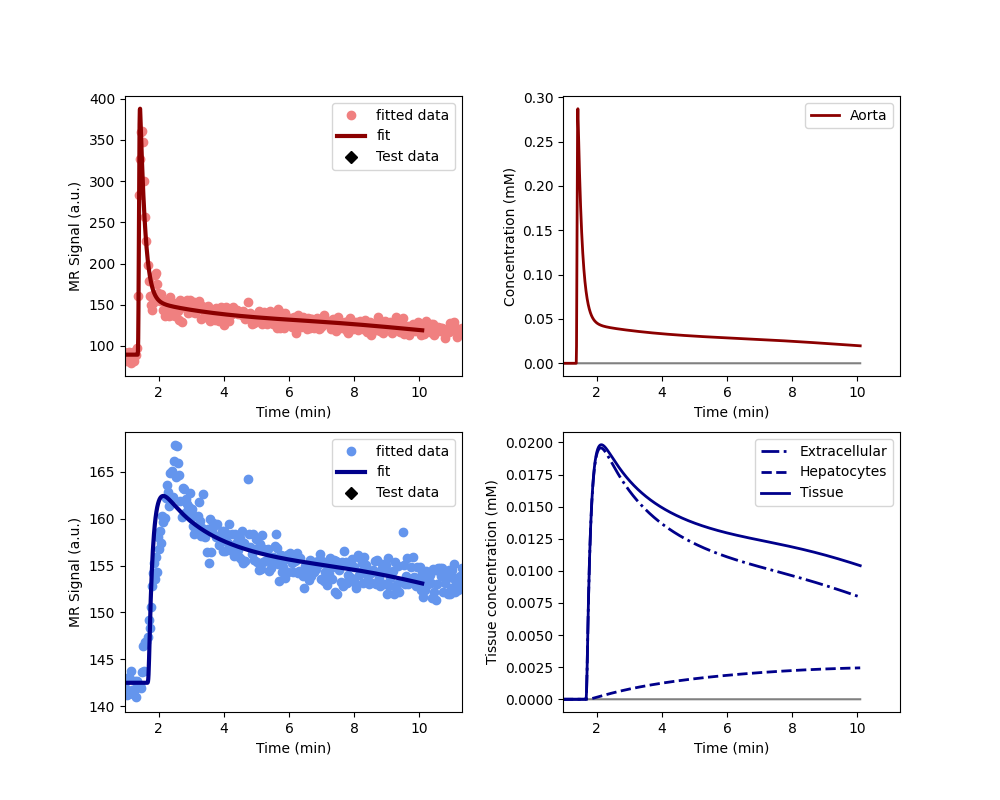 400
350
300
250
200
150
100
MR Signal (a.u.)
2
4
6
8
10
Time (min)
fitted data
fit
Test data
0.30
0.25
0.20
0.15
0.10
0.05
0.00
Concentration (mM)
2
4
6
8
10
Time (min)
Aorta
165
160
155
150
145
140
MR Signal (a.u.)
2
4
6
8
10
Time (min)
fitted data
fit
Test data
0.0200
0.0175
0.0150
0.0125
0.0100
0.0075
0.0050
0.0025
0.0000
Tissue concentration (mM)
2
4
6
8
10
Time (min)
Extracellular
Hepatocytes
Tissue